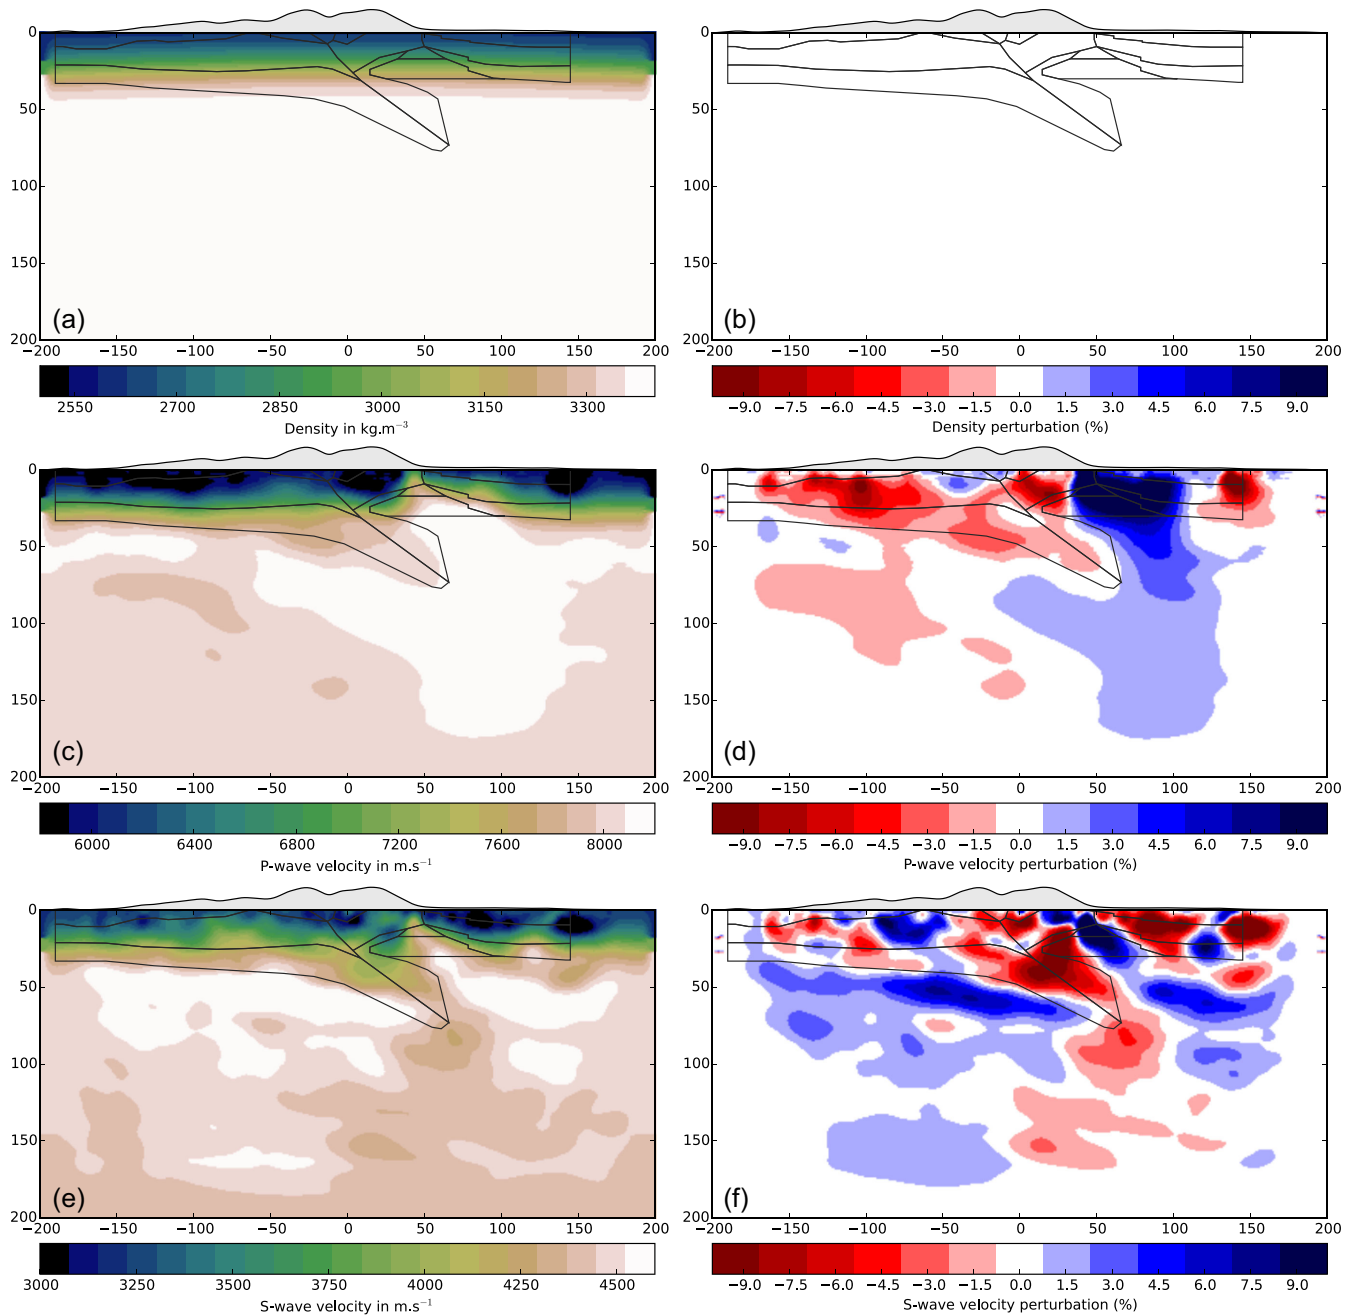 0
50
100
150
200
(a)
−200 −150 −100 −50 0 50 100 150 200
2550 2700 2850 3000 3150 3300
Density in kg.m⁻³
0
50
100
150
200
(b)
−200 −150 −100 −50 0 50 100 150 200
−9.0 −7.5 −6.0 −4.5 −3.0 −1.5 0.0 1.5 3.0 4.5 6.0 7.5 9.0
Density perturbation (%)
0
50
100
150
200
(c)
−200 −150 −100 −50 0 50 100 150 200
6000 6400 6800 7200 7600 8000
P-wave velocity in m.s⁻¹
0
50
100
150
200
(d)
−200 −150 −100 −50 0 50 100 150 200
−9.0 −7.5 −6.0 −4.5 −3.0 −1.5 0.0 1.5 3.0 4.5 6.0 7.5 9.0
P-wave velocity perturbation (%)
0
50
100
150
200
(e)
−200 −150 −100 −50 0 50 100 150 200
3000 3250 3500 3750 4000 4250 4500
S-wave velocity in m.s⁻¹
0
50
100
150
200
(f)
−200 −150 −100 −50 0 50 100 150 200
−9.0 −7.5 −6.0 −4.5 −3.0 −1.5 0.0 1.5 3.0 4.5 6.0 7.5 9.0
S-wave velocity perturbation (%)